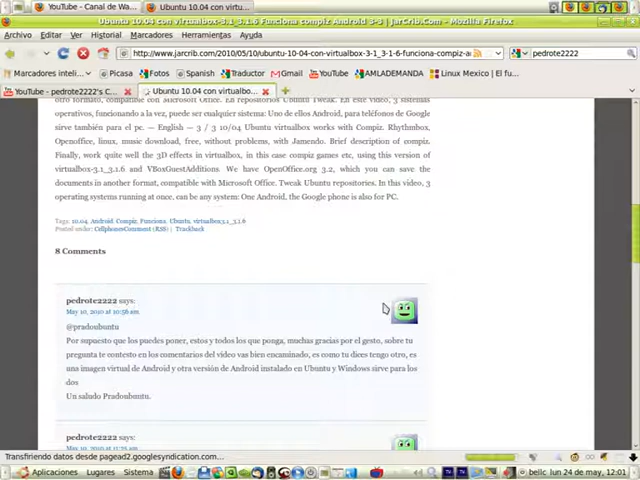 YouTube - Canal de Wa...
Ubuntu 10.04 con virtu...
Ubuntu 10.04 con virtualbox-3.1_3.1.6 Funciona compiz Android 3-3 | JarCrib.Com - Mozilla Firefox
Archivo Editar Ver Historial Marcadores Herramientas Ayuda
http://www.jarcrib.com/2010/05/10/ubuntu-10-04-con-virtualbox-3-1_3-1-6-funciona-compiz-a
pedrote2222
Marcadores inteli... Picasa Fotos Spanish Traductor Gmail YouTube AMLADEMANDA Linux Mexico | El fu...
YouTube - pedrote2222's C...
Ubuntu 10.04 con virtualbo...
otro formato, compatible con Microsoft Office. En repositorios Ubuntu Tweak. En este video, 3 sistemas
operativos, funcionando a la vez, puede ser cualquier sistema: Uno de ellos Android, para teléfonos de Google
sirve también para el pc. — English — 3 / 3 10/04 Ubuntu virtualbox works with Compiz. Rhythmbox,
Openoffice, linux, music download, free, without problems, with Jamendo. Brief description of compiz.
Finally, work quite well the 3D effects in virtualbox, in this case compiz games etc, using this version of
virtualbox-3.1_3.1.6 and VBoxGuestAdditions. We have OpenOffice.org 3.2, which you can save the
documents in another format, compatible with Microsoft Office. Tweak Ubuntu repositories. In this video, 3
operating systems running at once, can be any system: One Android, the Google phone is also for PC.
Tags: 10.04, Android, Compiz, Funciona, Ubuntu, virtualbox3.1_3.1.6
Posted under: CellphonesComment (RSS) | Trackback
8 Comments
pedrote2222 says:
May 10, 2010 at 10:56 am
@pradoubuntu
Por supuesto que los puedes poner, estos y todos los que ponga, muchas gracias por el gesto, sobre tu
pregunta te contesto en los comentarios del video vas bien encaminado, es como tu dices tengo otro, es
una imagen virtual de Android y otra versión de Android instalado en Ubuntu y Windows sirve para los
dos
Un saludo Pradoubuntu.
pedrote2222 says:
Transfiriendo datos desde pagead2.googlesyndication.com...
Aplicaciones Lugares Sistema
bellc lun 24 de may, 12:01